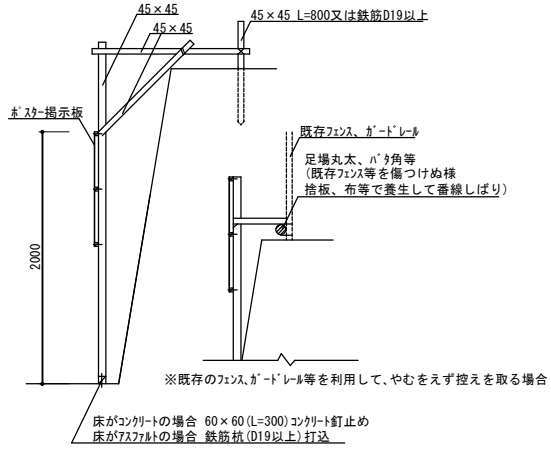 45×45
45×45
45×45
45×45 L=800又は鉄筋D19以上
ﾎﾟｽﾀｰ掲示板
2000
既存ﾌｪﾝｽ、ｶﾞｰﾄﾞﾚｰﾙ
足場丸太、ﾊﾞﾀ角等
(既存ﾌｪﾝｽ等を傷つけぬ様
捨板、布等で養生して番線しばり)
※既存のﾌｪﾝｽ、ｶﾞｰﾄﾞﾚｰﾙ等を利用して、やむをえず控えを取る場合
床がｺﾝｸﾘｰﾄの場合 60×60(L=300)ｺﾝｸﾘｰﾄ釘止め
床がｱｽﾌｧﾙﾄの場合 鉄筋杭(D19以上)打込